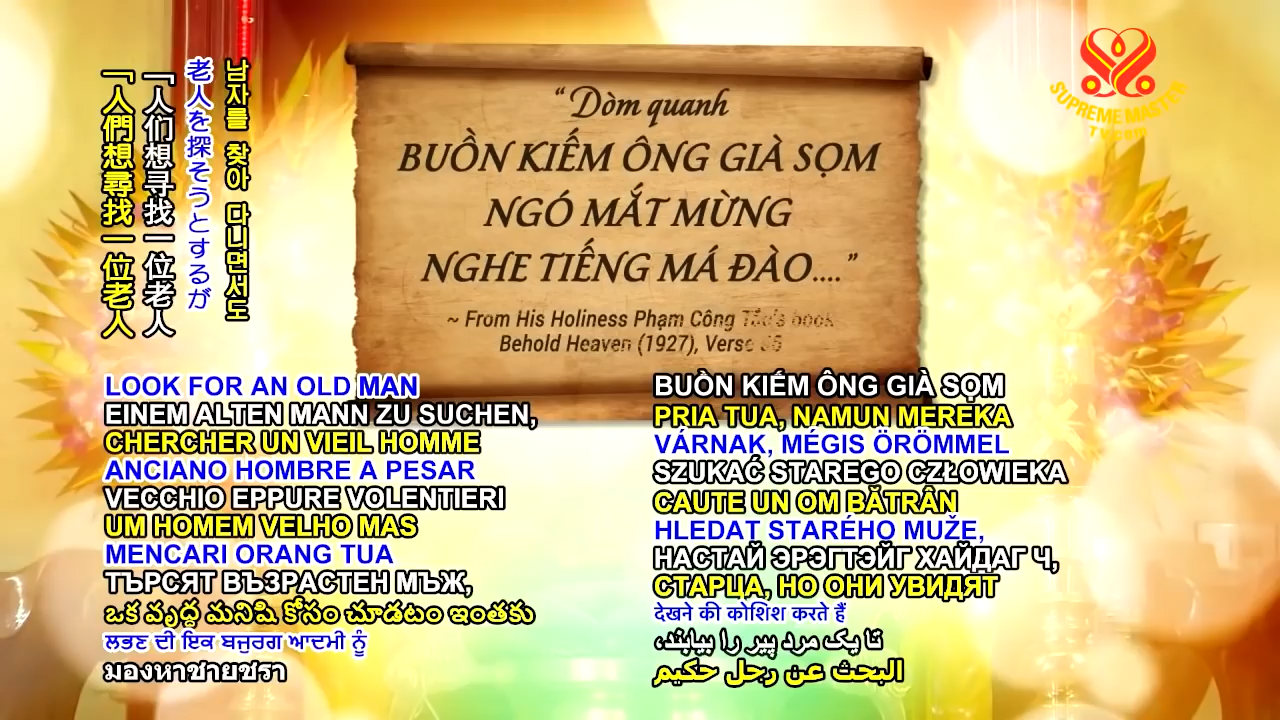 「人們想尋找一位老人
「人们想寻找一位老人
老人を探そうとするが
남자를 찾아 다니면서도
“Dòm quanh
BUỒN KIẾM ÔNG GIÀ SỌM
NGÓ MẮT MỪNG
NGHE TIẾNG MÁ ĐÀO....”
~ From His Holiness Phạm Công Tắc's book
Behold Heaven (1927), Verse
SUPREME MASTER
LOOK FOR AN OLD MAN
EINEM ALTEN MANN ZU SUCHEN,
CHERCHER UN VIEIL HOMME
ANCIANO HOMBRE A PESAR
VECCHIO EPPURE VOLENTIERI
UM HOMEM VELHO MAS
MENCARI ORANG TUA
ТЪРСЯТ ВЪЗРАСТЕН МЪЖ,
ఒక వృద్ధ మనిషి కోసం చూడటం ఇంతకు
ਲਭਣ ਦੀ ਇਕ ਬਜੁਰਗ ਆਦਮੀ ਨੂੰ
มองหาชายชรา
BUỒN KIẾM ÔNG GIÀ SỌM
PRIA TUA, NAMUN MEREKA
VÁRNAK, MÉGIS ÖRÖMMEL
SZUKAĆ STAREGO CZŁOWIEKA
CAUTE UN OM BĂTRÂN
HLEDAT STARÉHO MUŽE,
НАСТАЙ ЭРЭГТЭЙГ ХАЙДАГ Ч,
СТАРЦА, НО ОНИ УВИДЯТ
देखने की कोशिश करते हैं
تا یک مرد پیر را بیابند،
البحث عن رجل حكيم